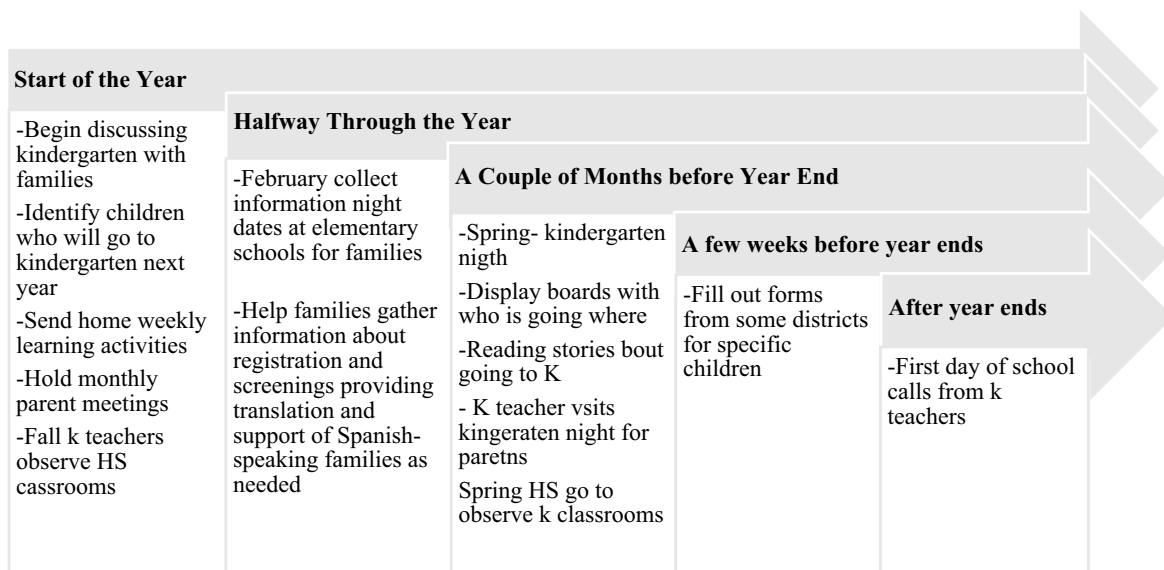 Start of the Year
-Begin discussing
kindergarten with
families
-Identify children
who will go to
kindergarten next
year
-Send home weekly
learning activities
-Hold monthly
parent meetings
-Fall k teachers
observe HS
cassrooms
Halfway Through the Year
-February collect
information night
dates at elementary
schools for families
-Help families gather
information about
registration and
screenings providing
translation and
support of Spanish-
speaking families as
needed
A Couple of Months before Year End
-Spring- kindergarten
nigth
-Display boards with
who is going where
-Reading stories bout
going to K
- K teacher vsits
kingeraten night for
paretns
Spring HS go to
observe k classrooms
A few weeks before year ends
-Fill out forms
from some districts
for specific
children
After year ends
-First day of school
calls from k
teachers